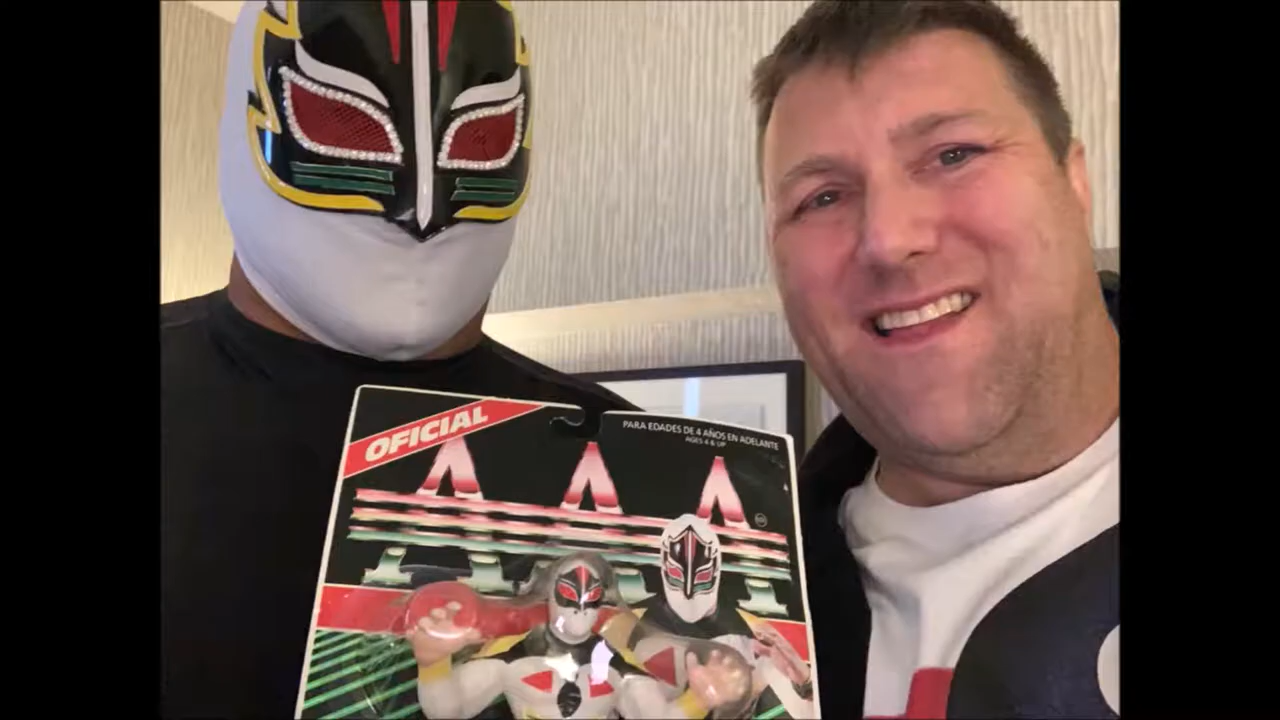 OFICIAL
PARA EDADES DE 4 AÑOS EN ADELANTE
AGES 4 & UP
AAA